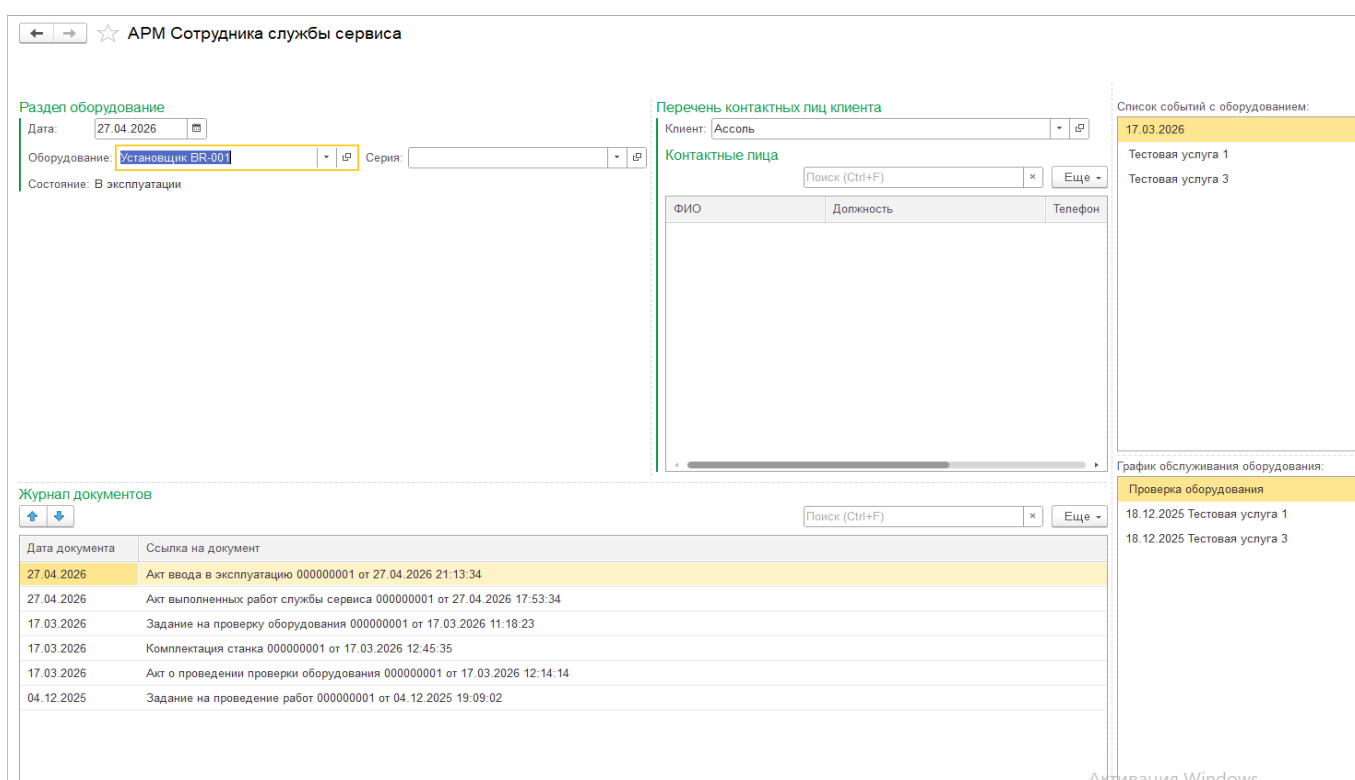 АРМ Сотрудника службы сервиса
Раздел оборудование
Дата: 27.04.2026
Оборудование: Установщик BR-001 Серия:
Состояние: В эксплуатации
Перечень контактных лиц клиента
Клиент: Ассоль
Контактные лица
Поиск (Ctrl+F) × Еще
ФИО Должность Телефон
Список событий с оборудованием:
17.03.2026
Тестовая услуга 1
Тестовая услуга 3
График обслуживания оборудования:
Проверка оборудования
18.12.2025 Тестовая услуга 1
18.12.2025 Тестовая услуга 3
Журнал документов
Поиск (Ctrl+F) × Еще
Дата документа Ссылка на документ
27.04.2026 Акт ввода в эксплуатацию 000000001 от 27.04.2026 21:13:34
27.04.2026 Акт выполненных работ службы сервиса 000000001 от 27.04.2026 17:53:34
17.03.2026 Задание на проверку оборудования 000000001 от 17.03.2026 11:18:23
17.03.2026 Комплектация станка 000000001 от 17.03.2026 12:45:35
17.03.2026 Акт о проведении проверки оборудования 000000001 от 17.03.2026 12:14:14
04.12.2025 Задание на проведение работ 000000001 от 04.12.2025 19:09:02
Активация Windows